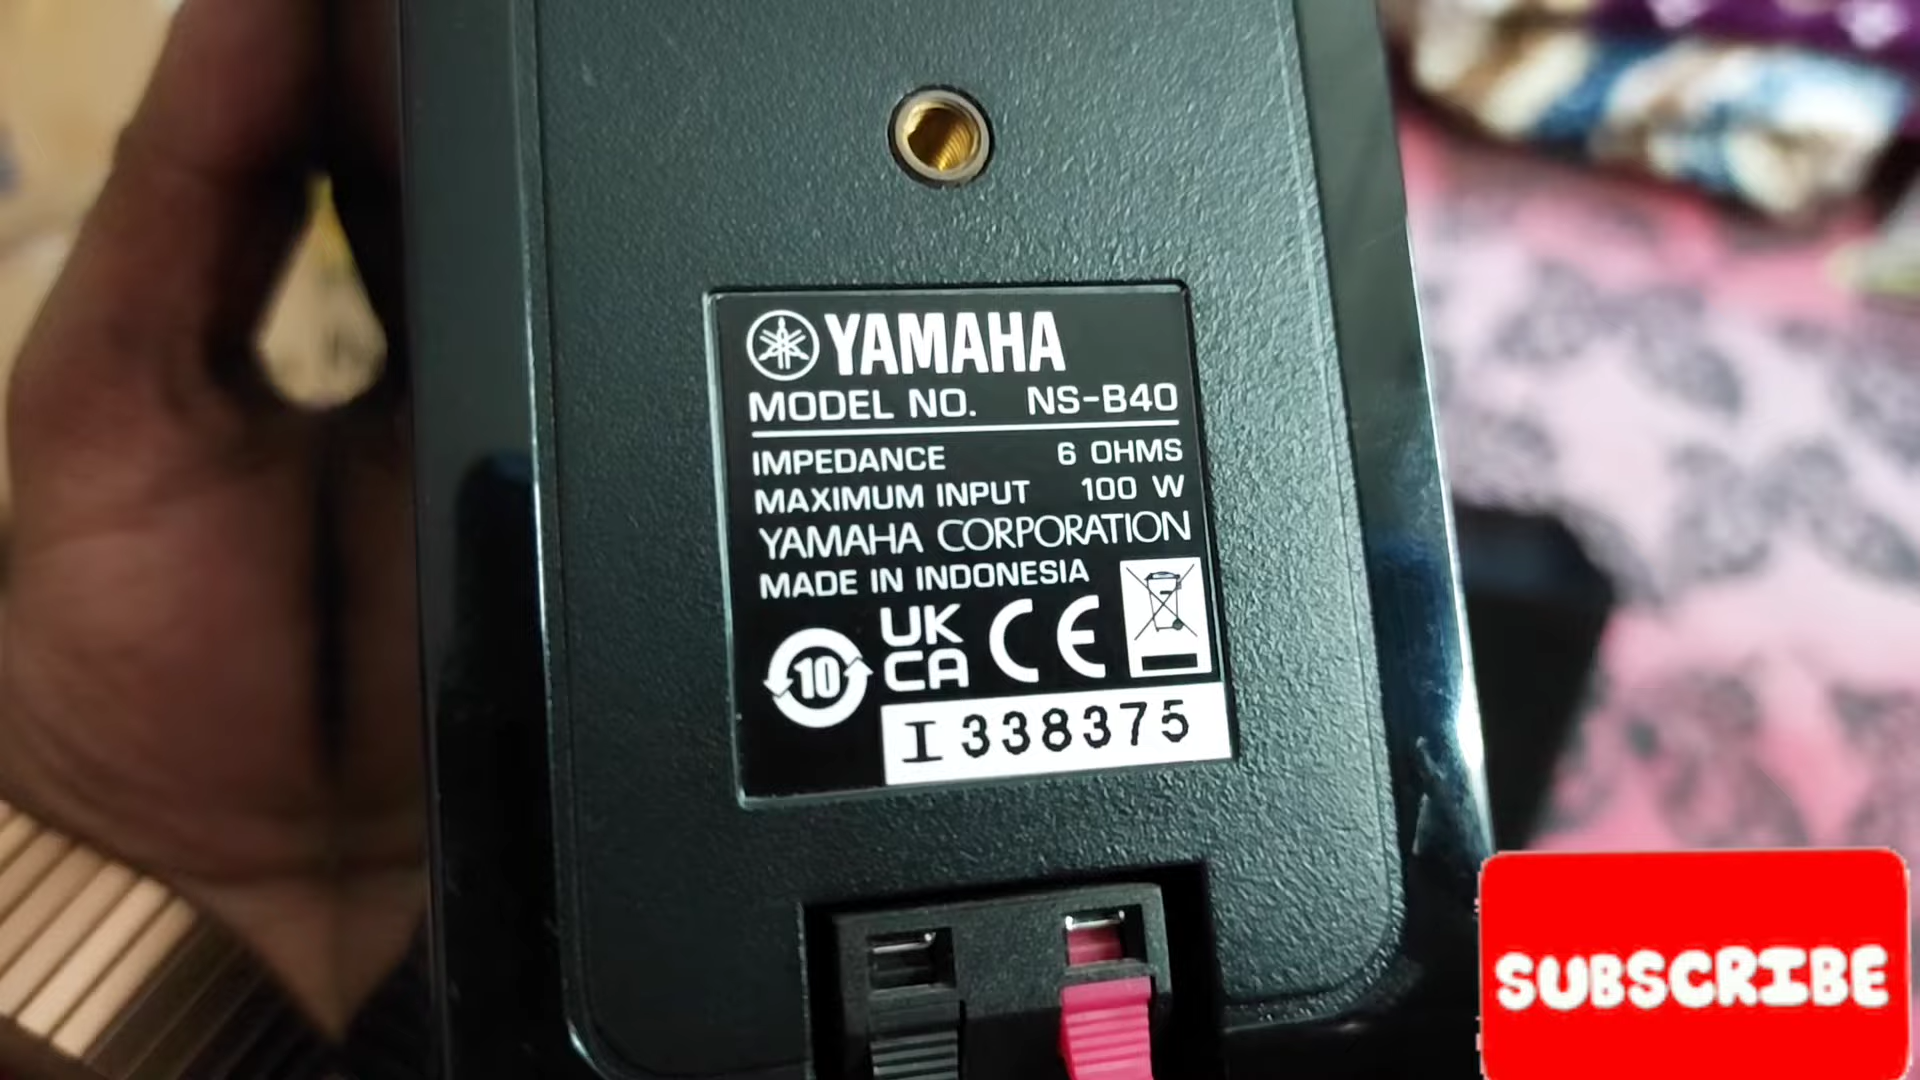 YAMAHA
MODEL NO. NS-B40
IMPEDANCE 6 OHMS
MAXIMUM INPUT 100 W
YAMAHA CORPORATION
MADE IN INDONESIA
10
UK
CA CE
I 338375
SUBSCRIBE